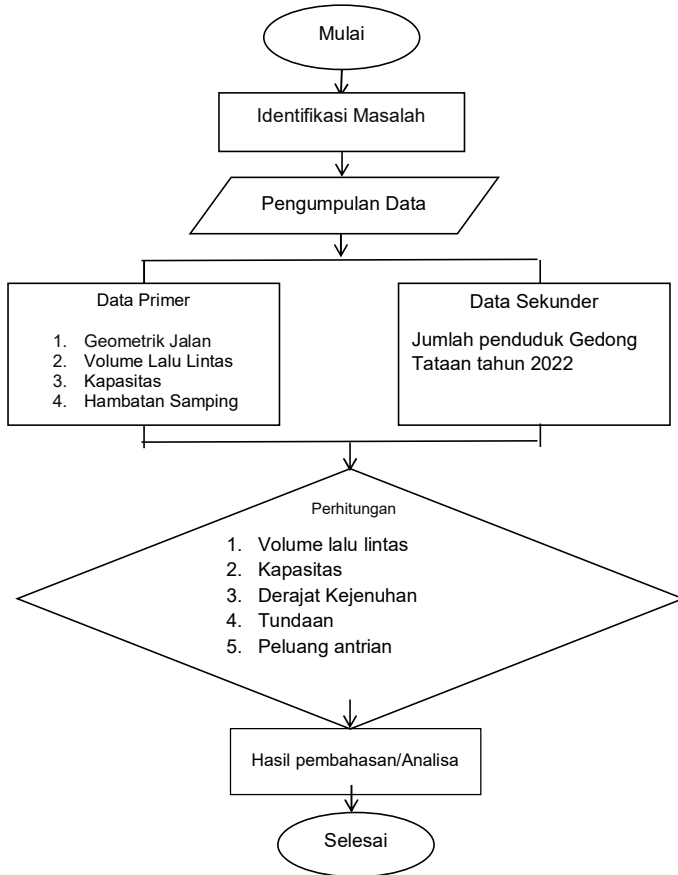 Mulai
Identifikasi Masalah
Pengumpulan Data
Data Primer
1. Geometrik Jalan
2. Volume Lalu Lintas
3. Kapasitas
4. Hambatan Samping
Data Sekunder
Jumlah penduduk Gedong
Tataan tahun 2022
Perhitungan
1. Volume lalu lintas
2. Kapasitas
3. Derajat Kejenuhan
4. Tundaan
5. Peluang antrian
Hasil pembahasan/Analisa
Selesai